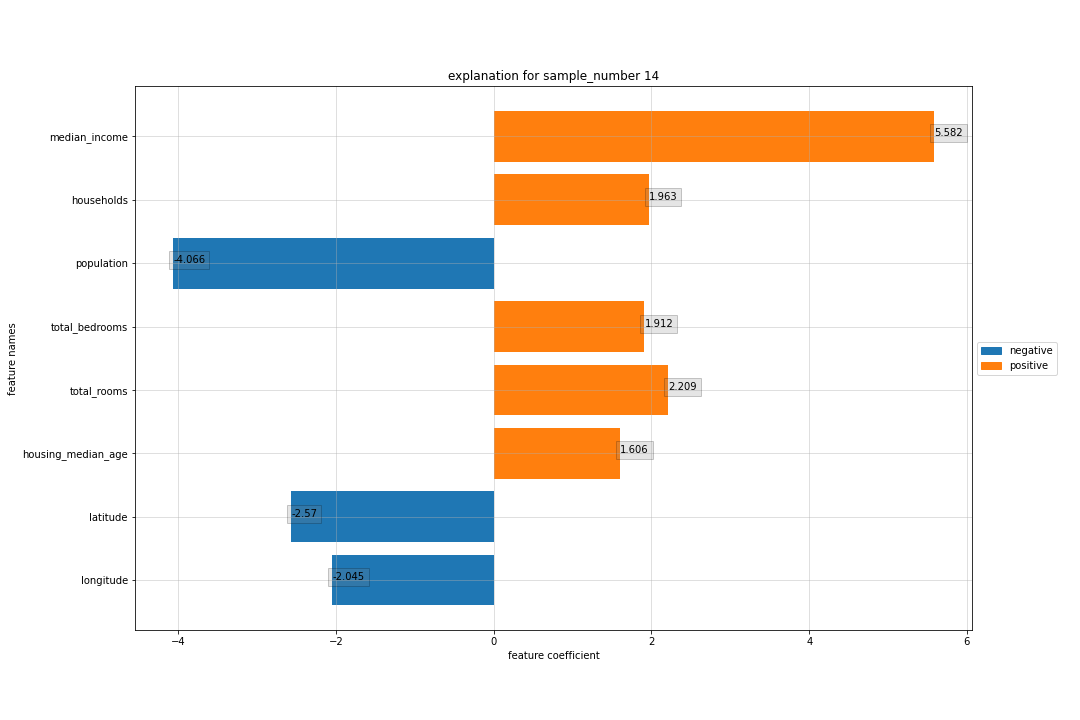 explanation for sample_number 14
median_income
5.582
households
1.963
population
-4.066
total_bedrooms
1.912
total_rooms
2.209
housing_median_age
1.606
latitude
-2.57
longitude
-2.045
feature names
−4
−2
0
2
4
6
feature coefficient
negative
positive